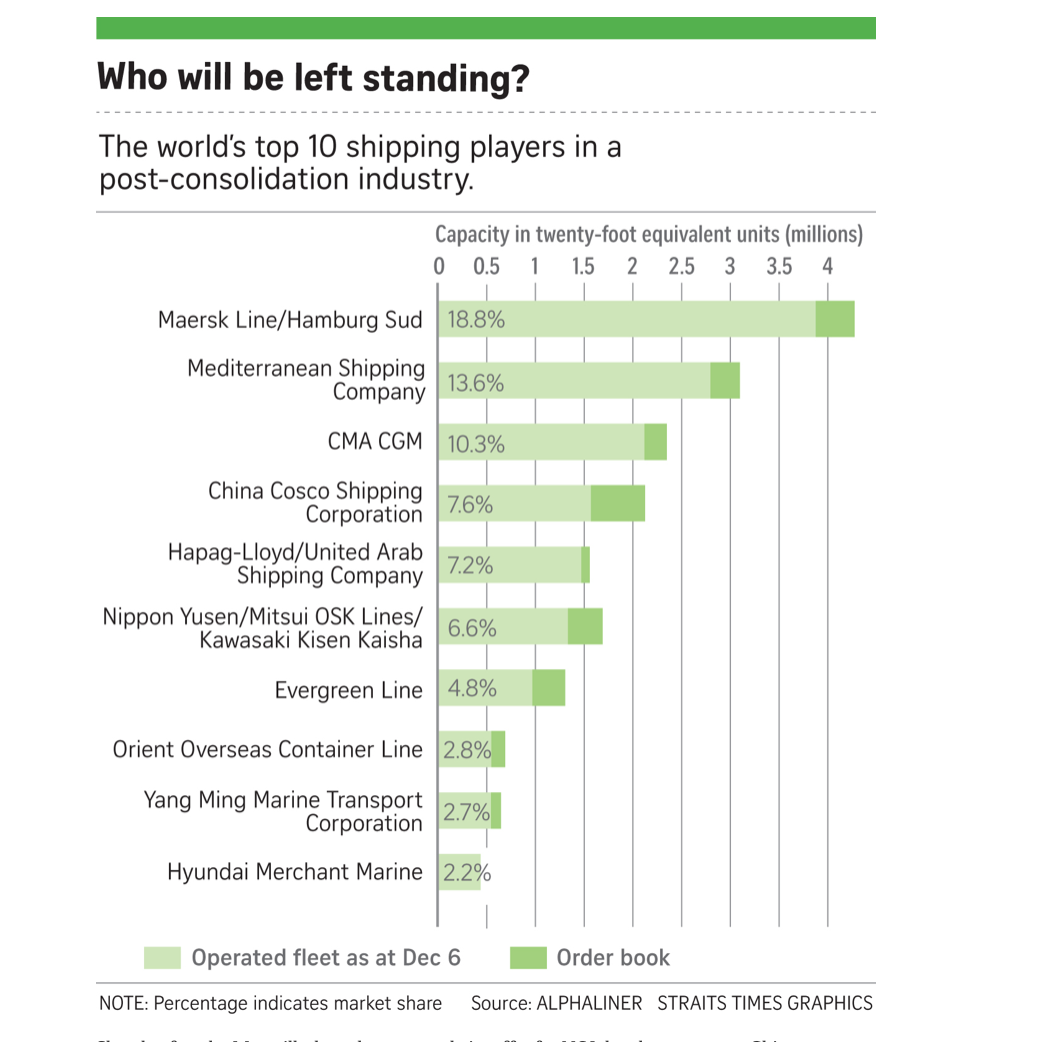 Who will be left standing?
The world's top 10 shipping players in a
post-consolidation industry.
Capacity in twenty-foot equivalent units (millions)
0 0.5 1 1.5 2 2.5 3 3.5 4
Maersk Line/Hamburg Sud 18.8%
Mediterranean Shipping
Company 13.6%
CMA CGM 10.3%
China Cosco Shipping
Corporation 7.6%
Hapag-Lloyd/United Arab
Shipping Company 7.2%
Nippon Yusen/Mitsui OSK Lines/
Kawasaki Kisen Kaisha 6.6%
Evergreen Line 4.8%
Orient Overseas Container Line 2.8%
Yang Ming Marine Transport
Corporation 2.7%
Hyundai Merchant Marine 2.2%
Operated fleet as at Dec 6 Order book
NOTE: Percentage indicates market share Source: ALPHALINER STRAITS TIMES GRAPHICS